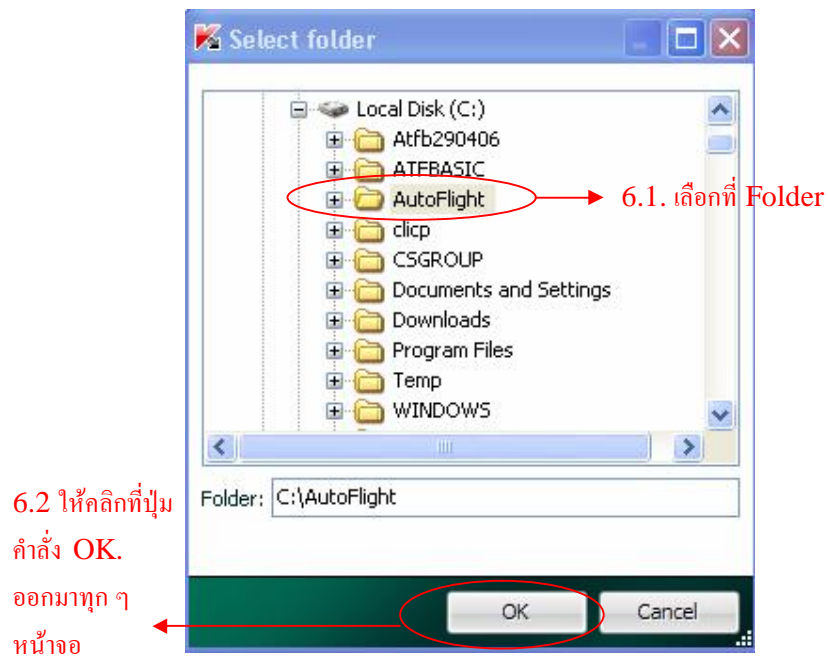 Select folder
Local Disk (C:)
Atfb290406
ATFBASIC
AutoFlight
6.1. เลือกที่ Folder
clicp
CSGROUP
Documents and Settings
Downloads
Program Files
Temp
WINDOWS
Folder: C:\AutoFlight
6.2 ให้คลิกที่ปุ่ม
คำลั่ง OK.
ออกมาทุก ๆ
หน้าจอ
OK
Cancel